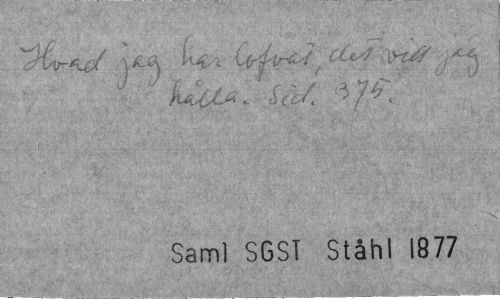 Hvad jag har lofvat, det vill jag
hålla. Sid. 375.
Saml SGST Ståhl 1877